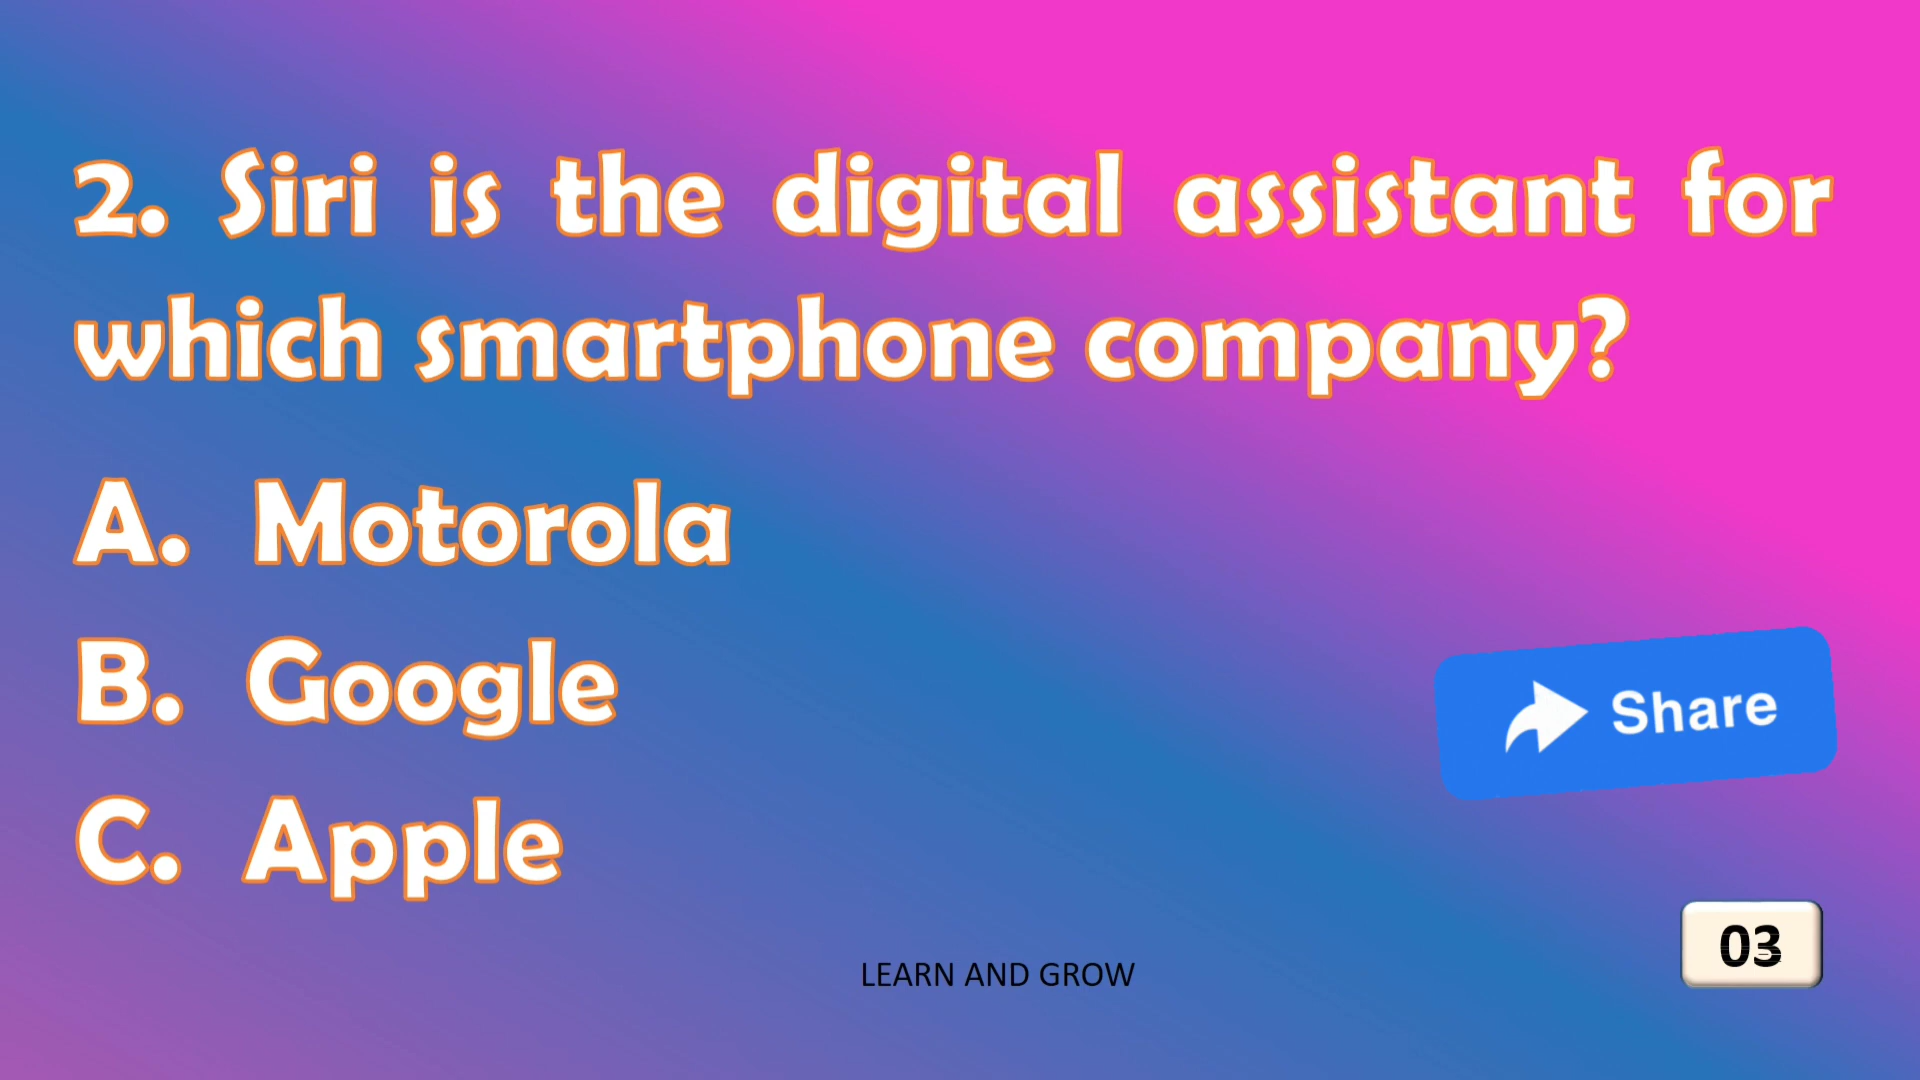 2. Siri is the digital assistant for
which smartphone company?
A. Motorola
B. Google
C. Apple
Share
03
LEARN AND GROW